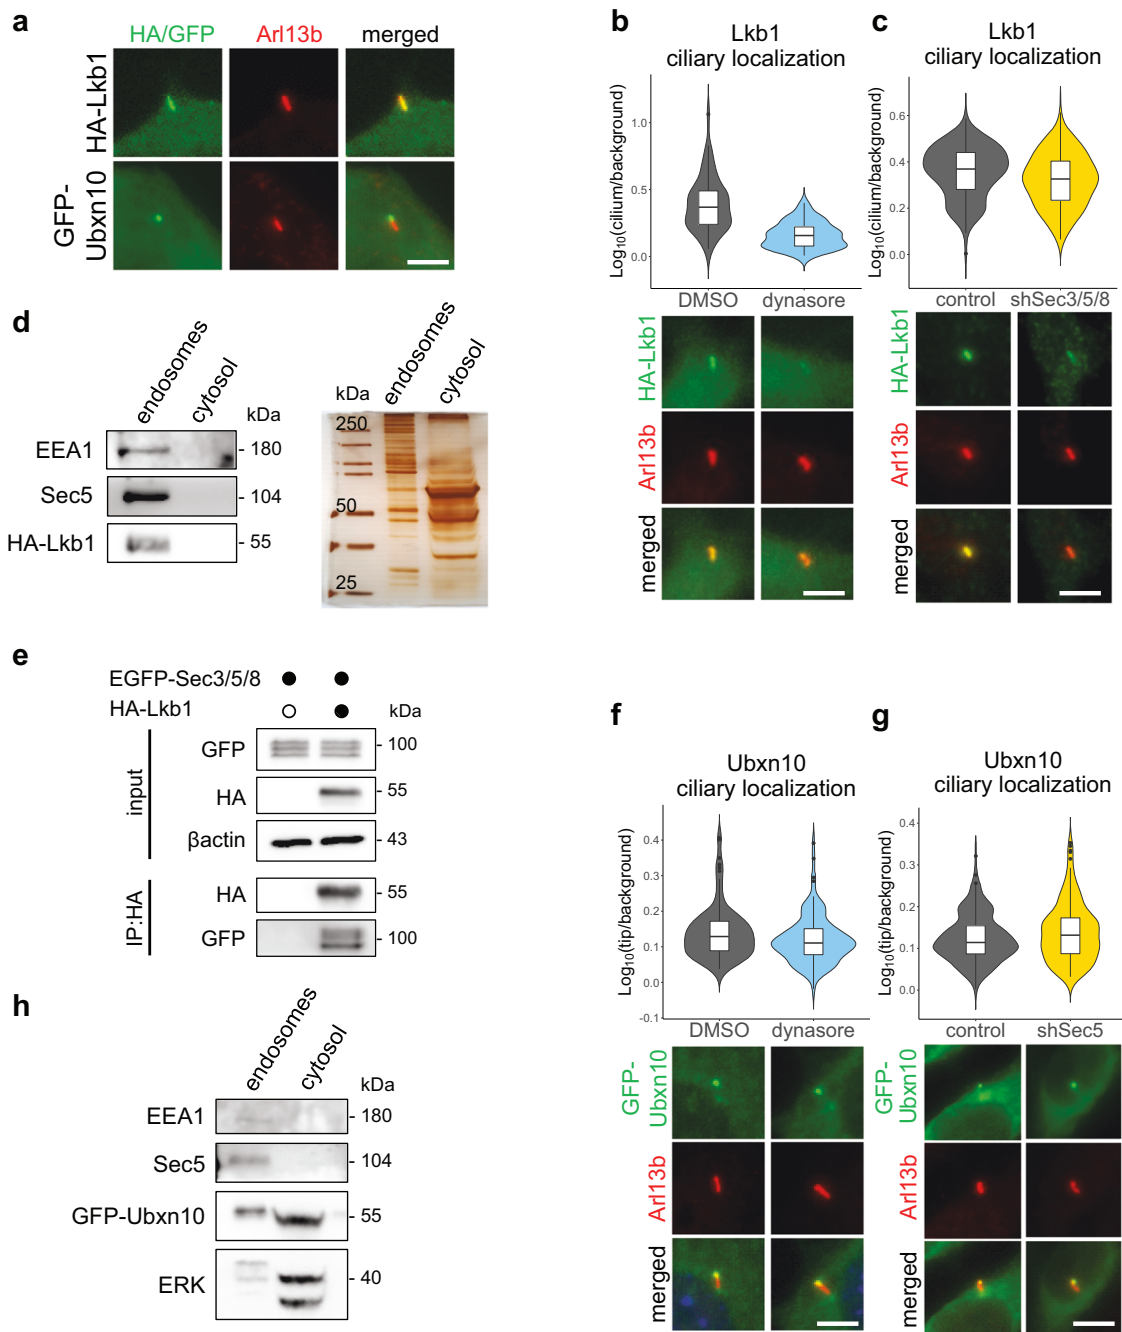 a
HA/GFP Arl13b merged
HA-Lkb1
GFP-
Ubxn10
b
Lkb1
ciliary localization
Log10(cilium/background)
1.0
0.5
0.0
DMSO dynasore
HA-Lkb1
Arl13b
merged
c
Lkb1
ciliary localization
Log10(cilium/background)
0.6
0.4
0.2
0.0
control shSec3/5/8
HA-Lkb1
Arl13b
merged
d
endosomes cytosol
kDa
EEA1 - 180
Sec5 - 104
HA-Lkb1 - 55
kDa endosomes cytosol
250
50
25
e
EGFP-Sec3/5/8
HA-Lkb1 kDa
input
GFP - 100
HA - 55
βactin - 43
IP:HA
HA - 55
GFP - 100
f
Ubxn10
ciliary localization
Log10(tip/background)
0.4
0.3
0.2
0.1
0.0
-0.1
DMSO dynasore
GFP-
Ubxn10
Arl13b
merged
g
Ubxn10
ciliary localization
Log10(tip/background)
0.4
0.3
0.2
0.1
0.0
control shSec5
GFP-
Ubxn10
Arl13b
merged
h
endosomes cytosol
kDa
EEA1 - 180
Sec5 - 104
GFP-Ubxn10 - 55
ERK - 40